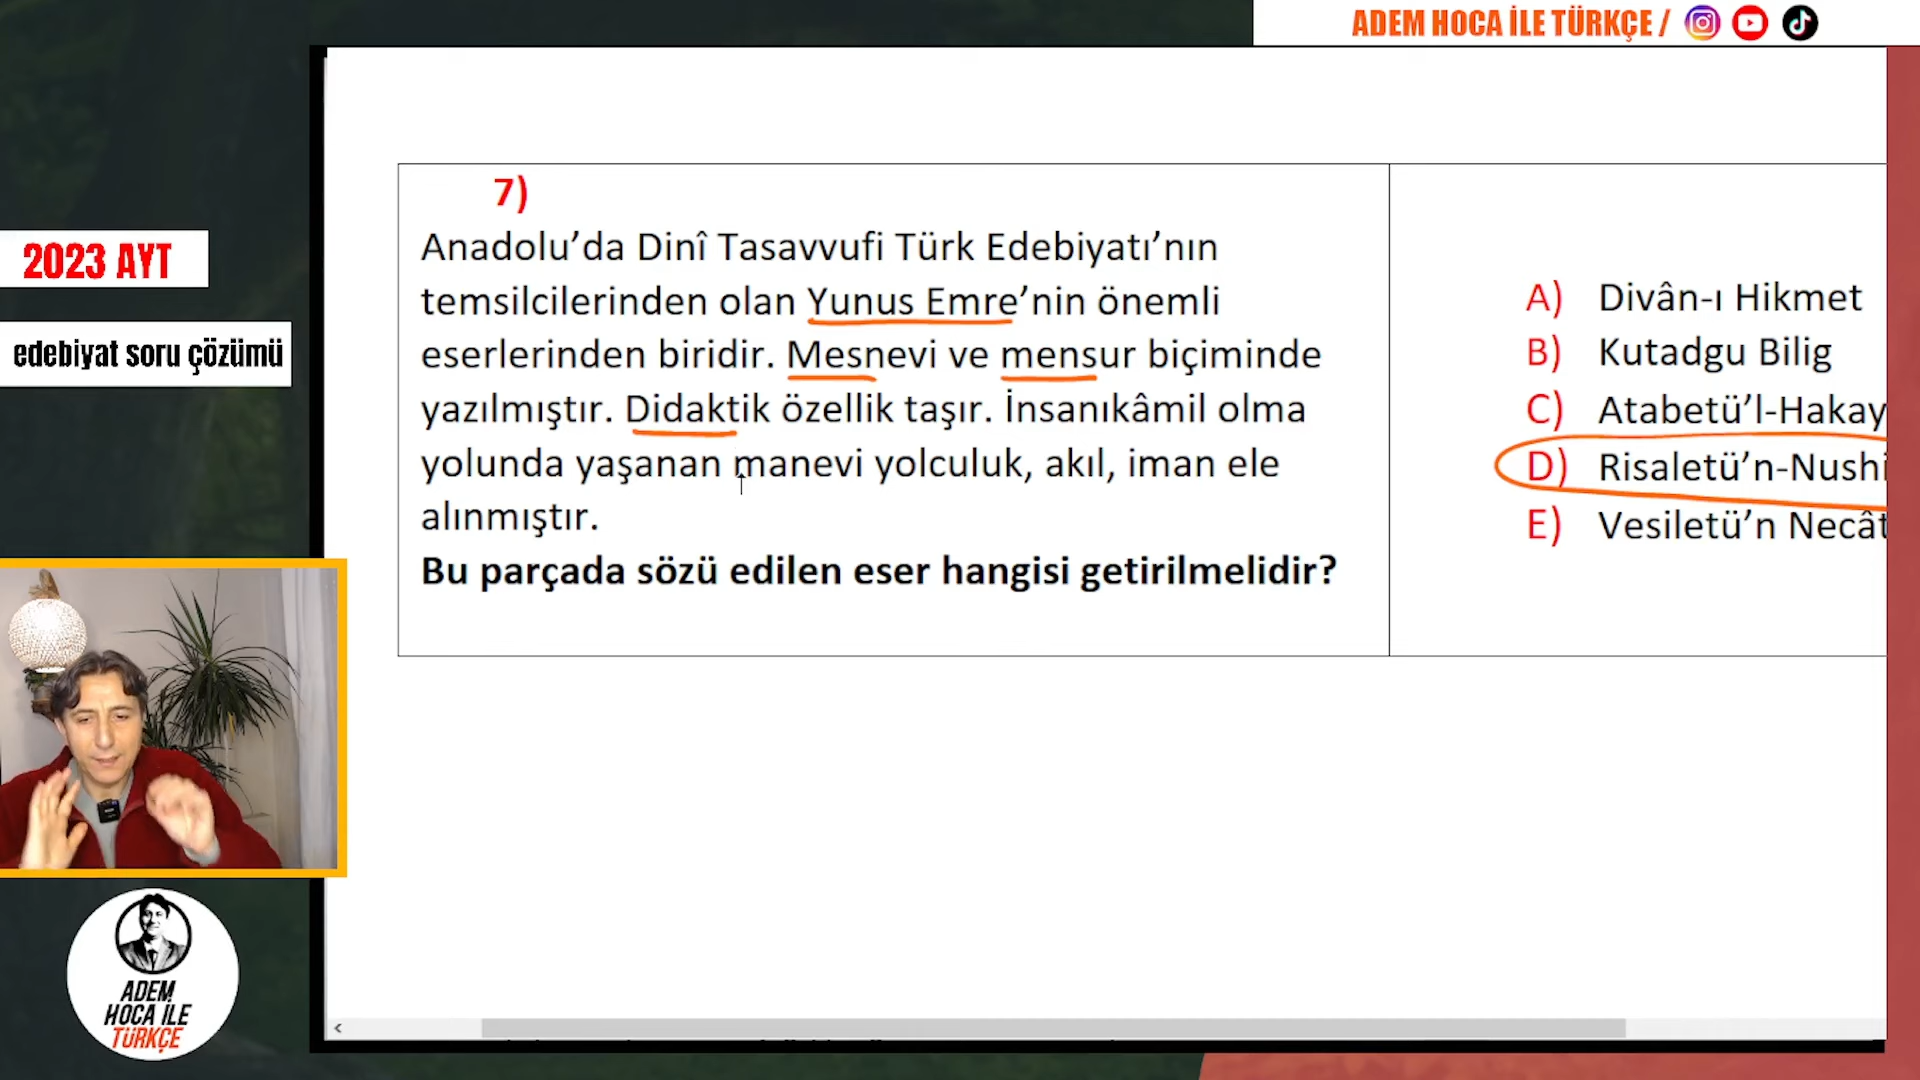 ADEM HOCA İLE TÜRKÇE /
2023 AYT
edebiyat soru çözümü
7)
Anadolu'da Dinî Tasavvufi Türk Edebiyatı'nın
temsilcilerinden olan Yunus Emre'nin önemli
eserlerinden biridir. Mesnevi ve mensur biçiminde
yazılmıştır. Didaktik özellik taşır. İnsanıkâmil olma
yolunda yaşanan manevi yolculuk, akıl, iman ele
alınmıştır.
Bu parçada sözü edilen eser hangisi getirilmelidir?
A) Divân-ı Hikmet
B) Kutadgu Bilig
C) Atabetü'l-Hakay
D) Risaletü'n-Nushi
E) Vesiletü'n Necât
ADEM
HOCA İLE
TÜRKÇE